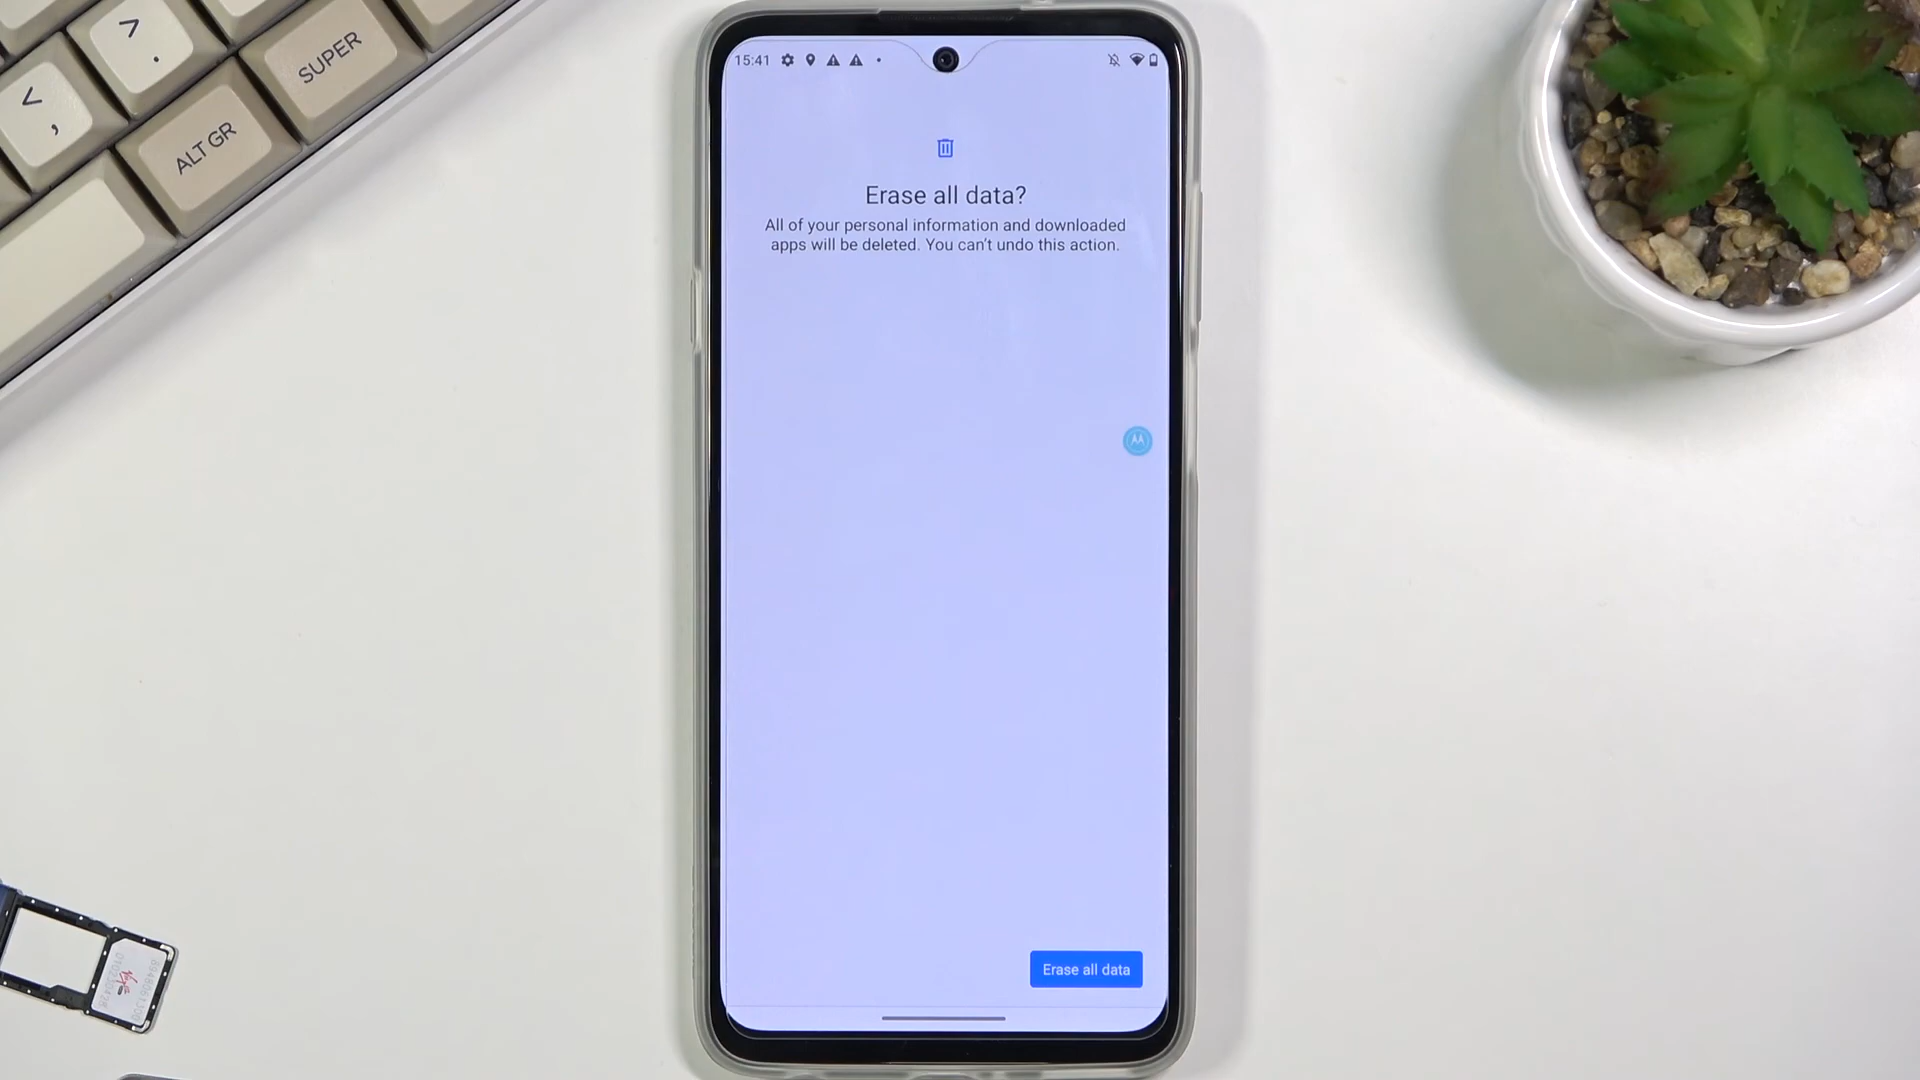 > .
SUPER
< ,
ALT GR
15:41
Erase all data?
All of your personal information and downloaded
apps will be deleted. You can't undo this action.
Erase all data